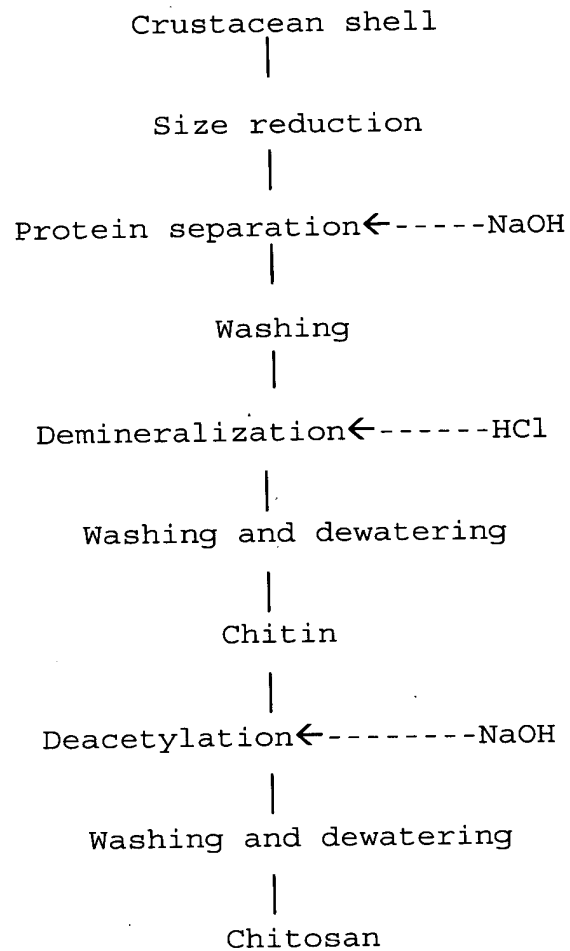 Crustacean shell
Size reduction
Protein separation←-----NaOH
Washing
Demineralization←------HCl
Washing and dewatering
Chitin
Deacetylation←--------NaOH
Washing and dewatering
Chitosan